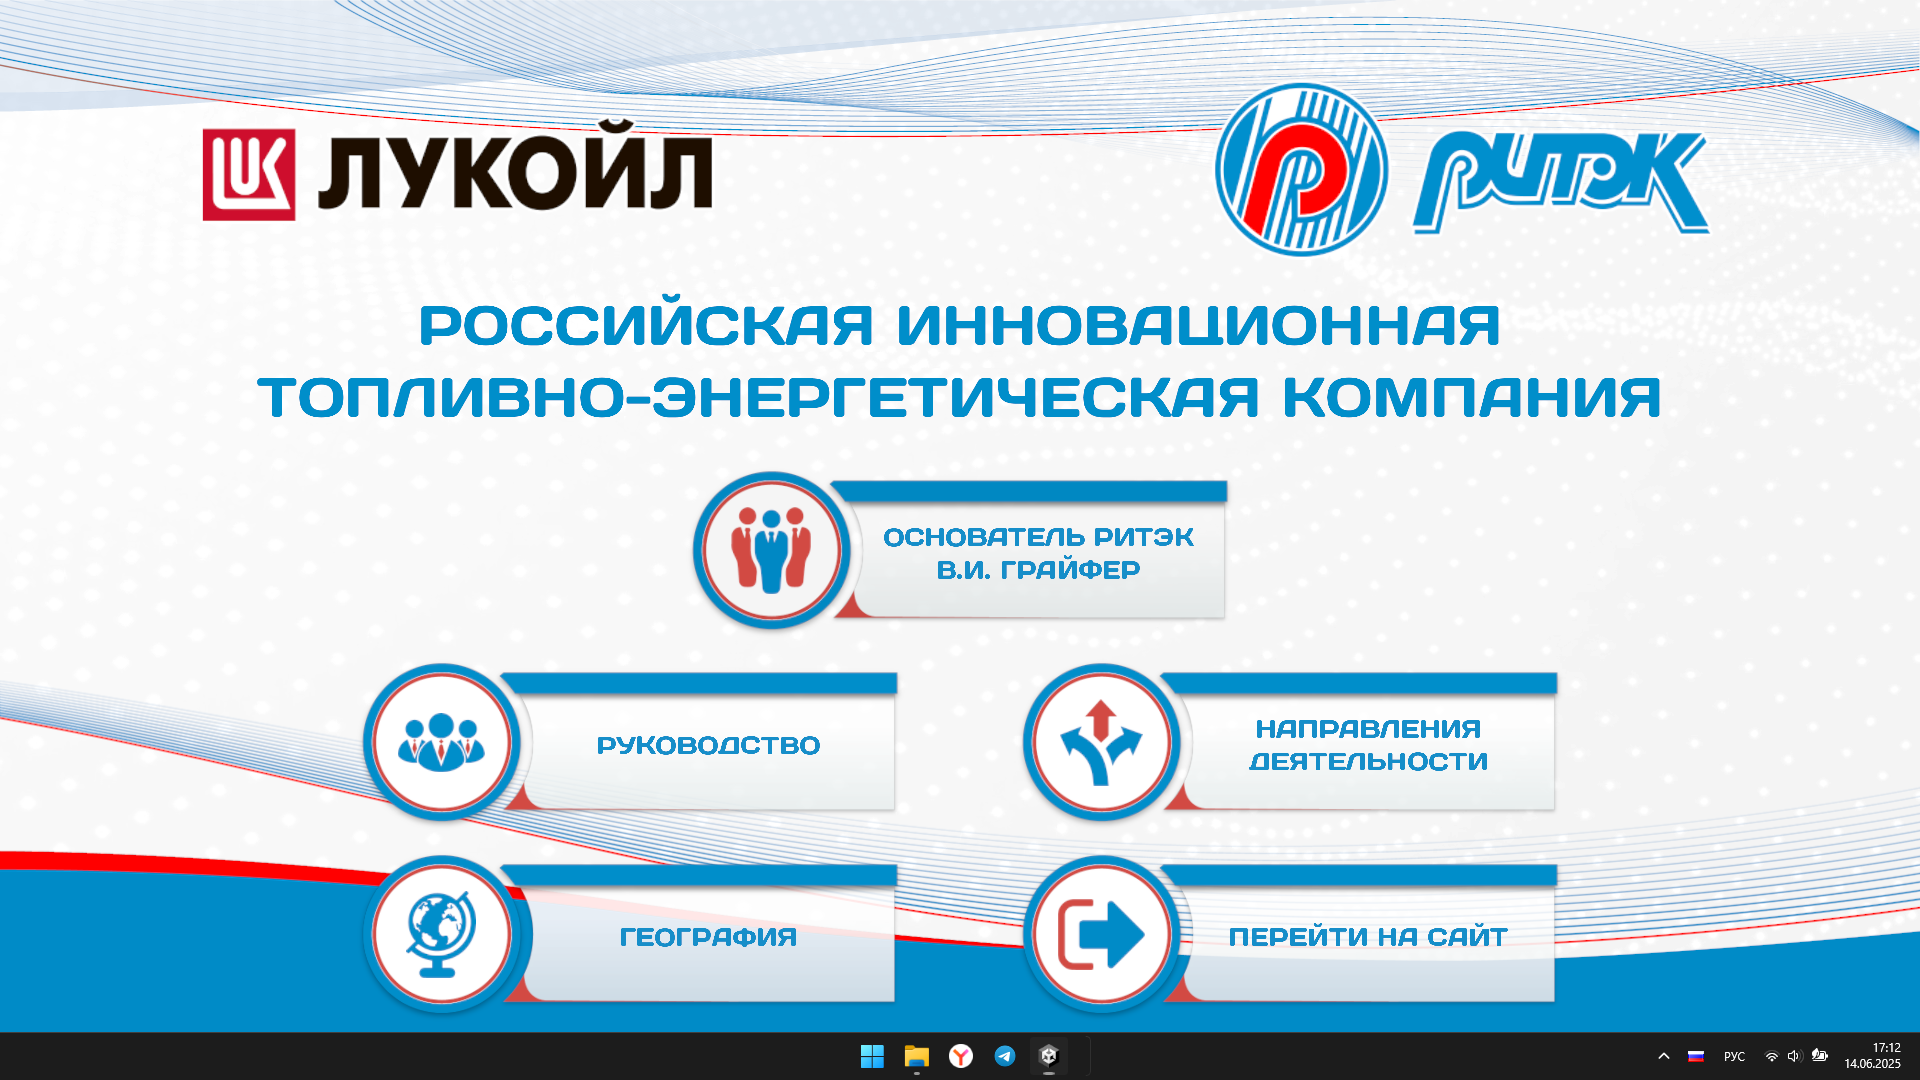 ЛУКОЙЛ
РИТЭК
РОССИЙСКАЯ ИННОВАЦИОННАЯ
ТОПЛИВНО-ЭНЕРГЕТИЧЕСКАЯ КОМПАНИЯ
ОСНОВАТЕЛЬ РИТЭК
В.И. ГРАЙФЕР
РУКОВОДСТВО
НАПРАВЛЕНИЯ
ДЕЯТЕЛЬНОСТИ
ГЕОГРАФИЯ
ПЕРЕЙТИ НА САЙТ
РУС
17:12
14.06.2025